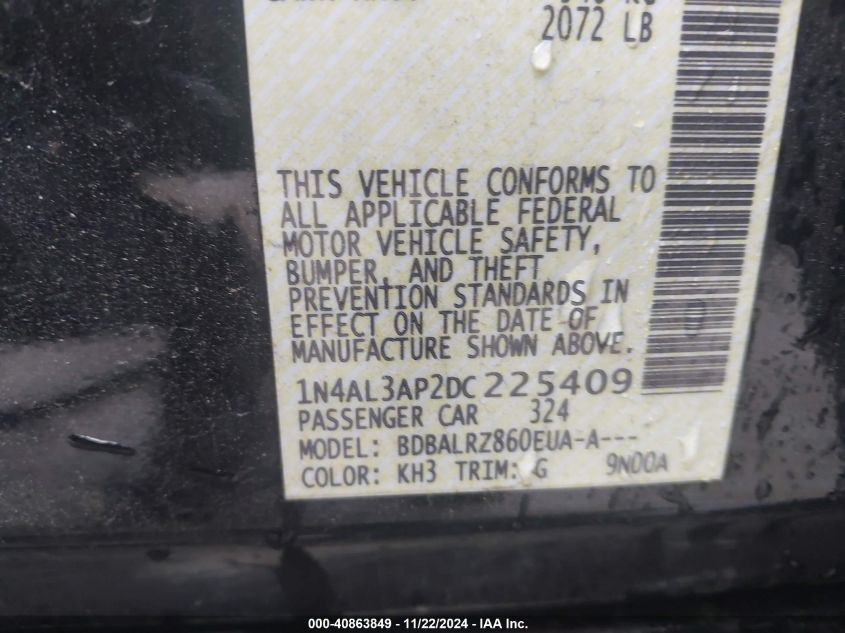 2072 LB
THIS VEHICLE CONFORMS TO
ALL APPLICABLE FEDERAL
MOTOR VEHICLE SAFETY,
BUMPER, AND THEFT
PREVENTION STANDARDS IN
EFFECT ON THE DATE OF
MANUFACTURE SHOWN ABOVE.
1N4AL3AP2DC225409
PASSENGER CAR 324
MODEL: BDBALRZ860EUA-A---
COLOR: KH3 TRIM: G 9N00A
000-40863849 - 11/22/2024 - IAA Inc.